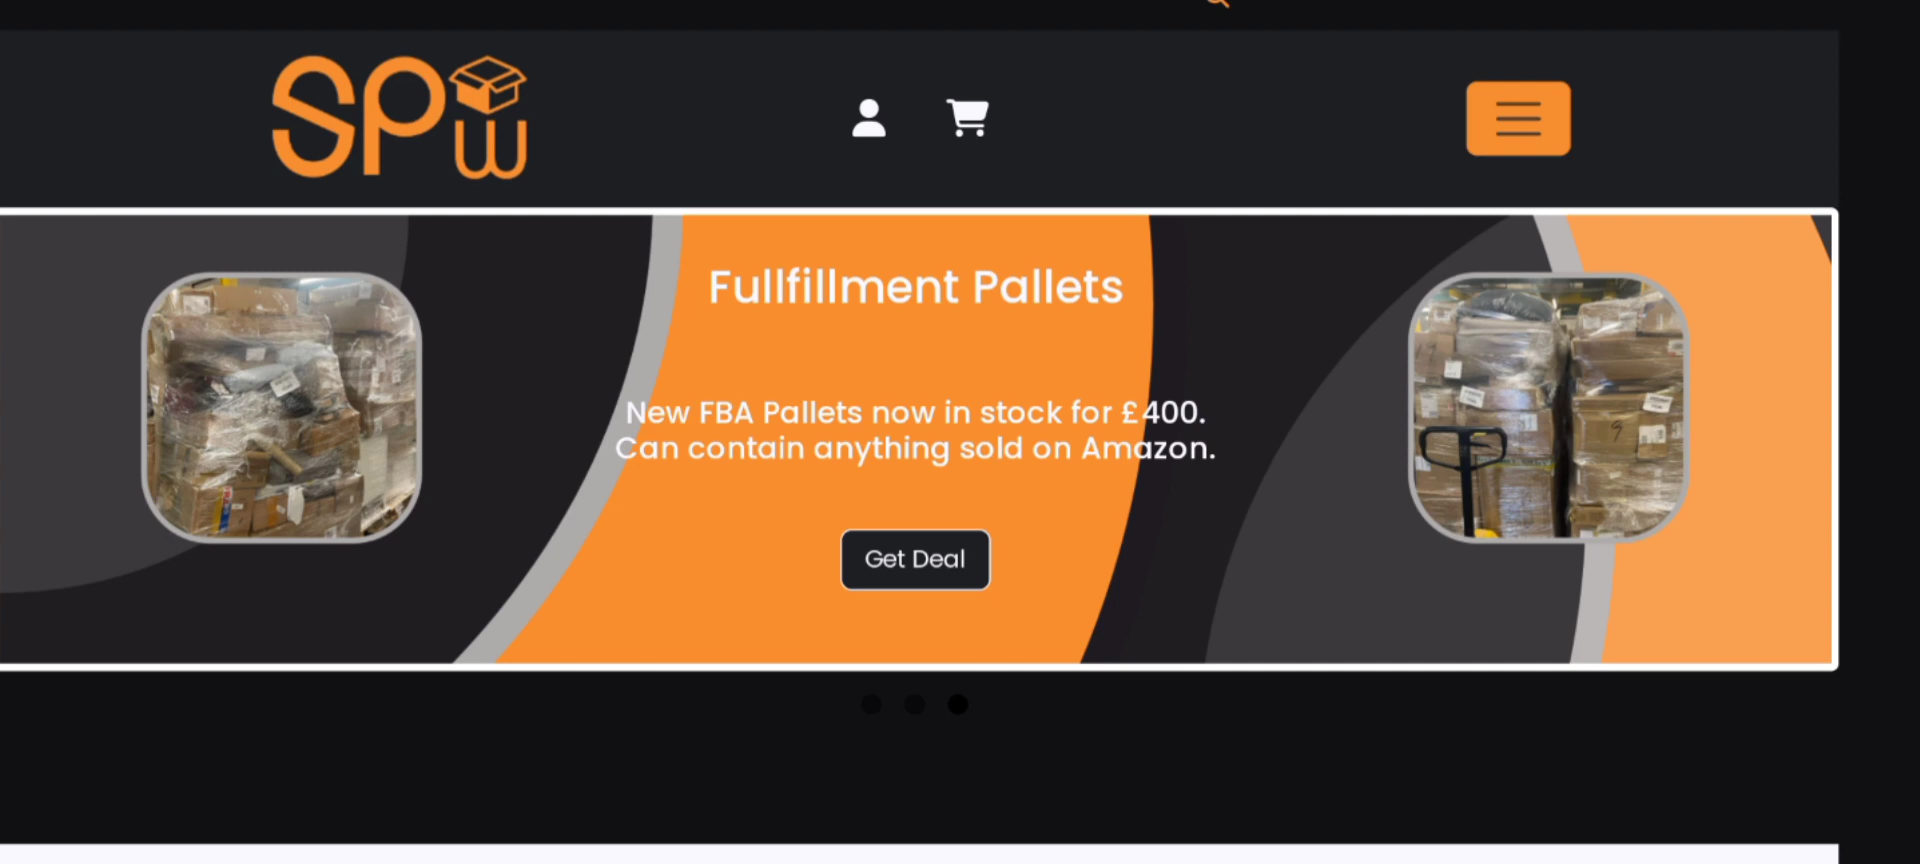 SPW
Fullfillment Pallets
New FBA Pallets now in stock for £400.
Can contain anything sold on Amazon.
Get Deal